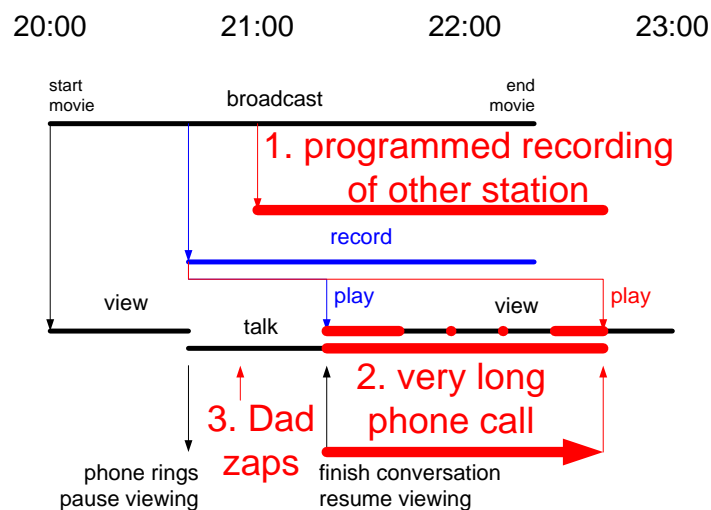 20:00 21:00 22:00 23:00
start
movie
broadcast
end
movie
1. programmed recording
of other station
record
play
play
view
view
talk
2. very long
phone call
3. Dad
zaps
phone rings
pause viewing
finish conversation
resume viewing